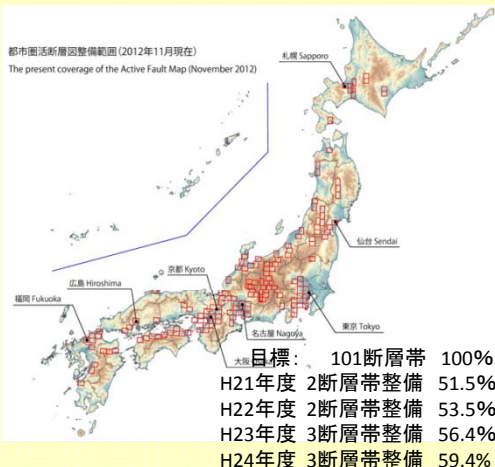 都市圏活断層図整備範囲(2012年11月現在)
The present coverage of the Active Fault Map (November 2012)
札幌 Sapporo
仙台 Sendai
京都 Kyoto
広島 Hiroshima
福岡 Fukuoka
東京 Tokyo
名古屋 Nagoya
大阪
目標: 101断層帯 100%
H21年度 2断層帯整備 51.5%
H22年度 2断層帯整備 53.5%
H23年度 3断層帯整備 56.4%
H24年度 3断層帯整備 59.4%